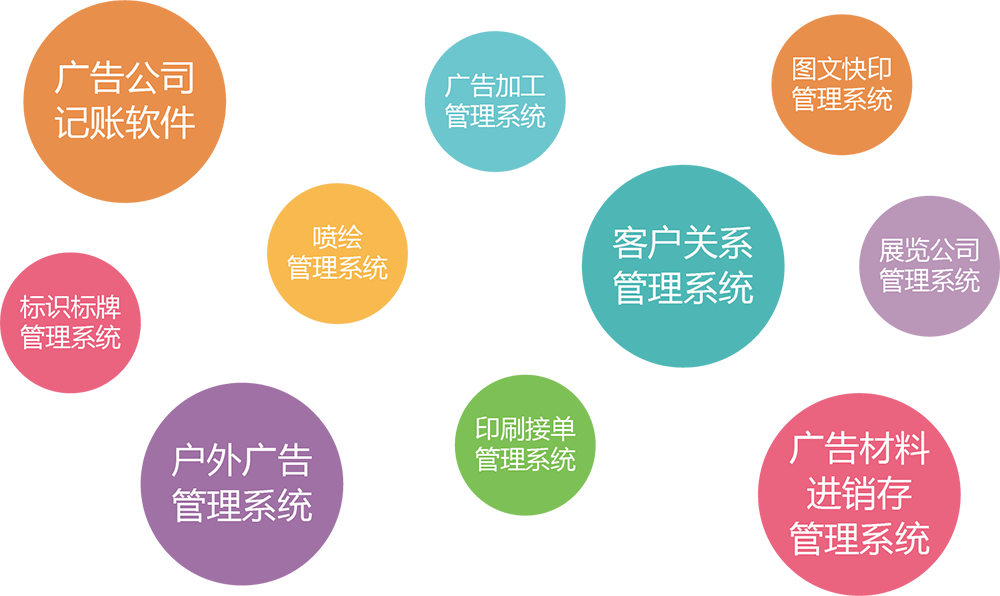 广告公司
记账软件
广告加工
管理系统
图文快印
管理系统
喷绘
管理系统
客户关系
管理系统
展览公司
管理系统
标识标牌
管理系统
户外广告
管理系统
印刷接单
管理系统
广告材料
进销存
管理系统